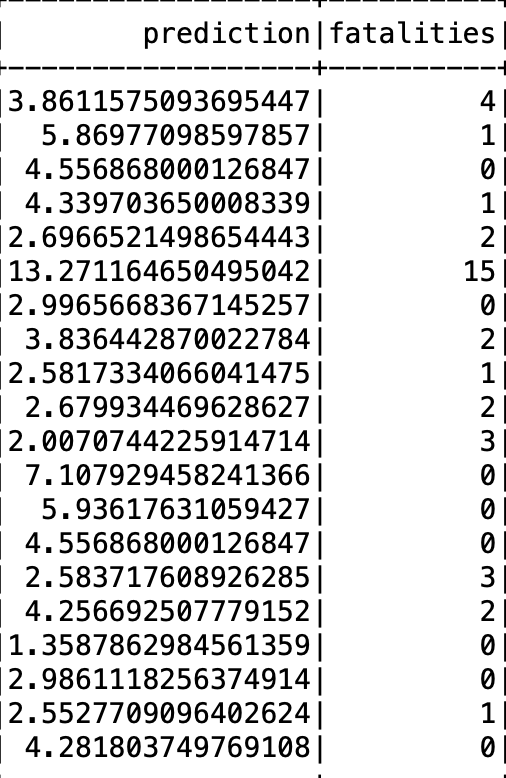 | prediction|fatalities|
+-------------------+----------+
|3.8611575093695447| 4|
| 5.86977098597857| 1|
| 4.556868000126847| 0|
| 4.339703650008339| 1|
|2.6966521498654443| 2|
|13.271164650495042| 15|
|2.9965668367145257| 0|
| 3.836442870022784| 2|
|2.5817334066041475| 1|
| 2.679934469628627| 2|
|2.0070744225914714| 3|
| 7.107929458241366| 0|
| 5.93617631059427| 0|
| 4.556868000126847| 0|
| 2.583717608926285| 3|
| 4.256692507779152| 2|
|1.3587862984561359| 0|
|2.9861118256374914| 0|
|2.5527709096402624| 1|
| 4.281803749769108| 0|